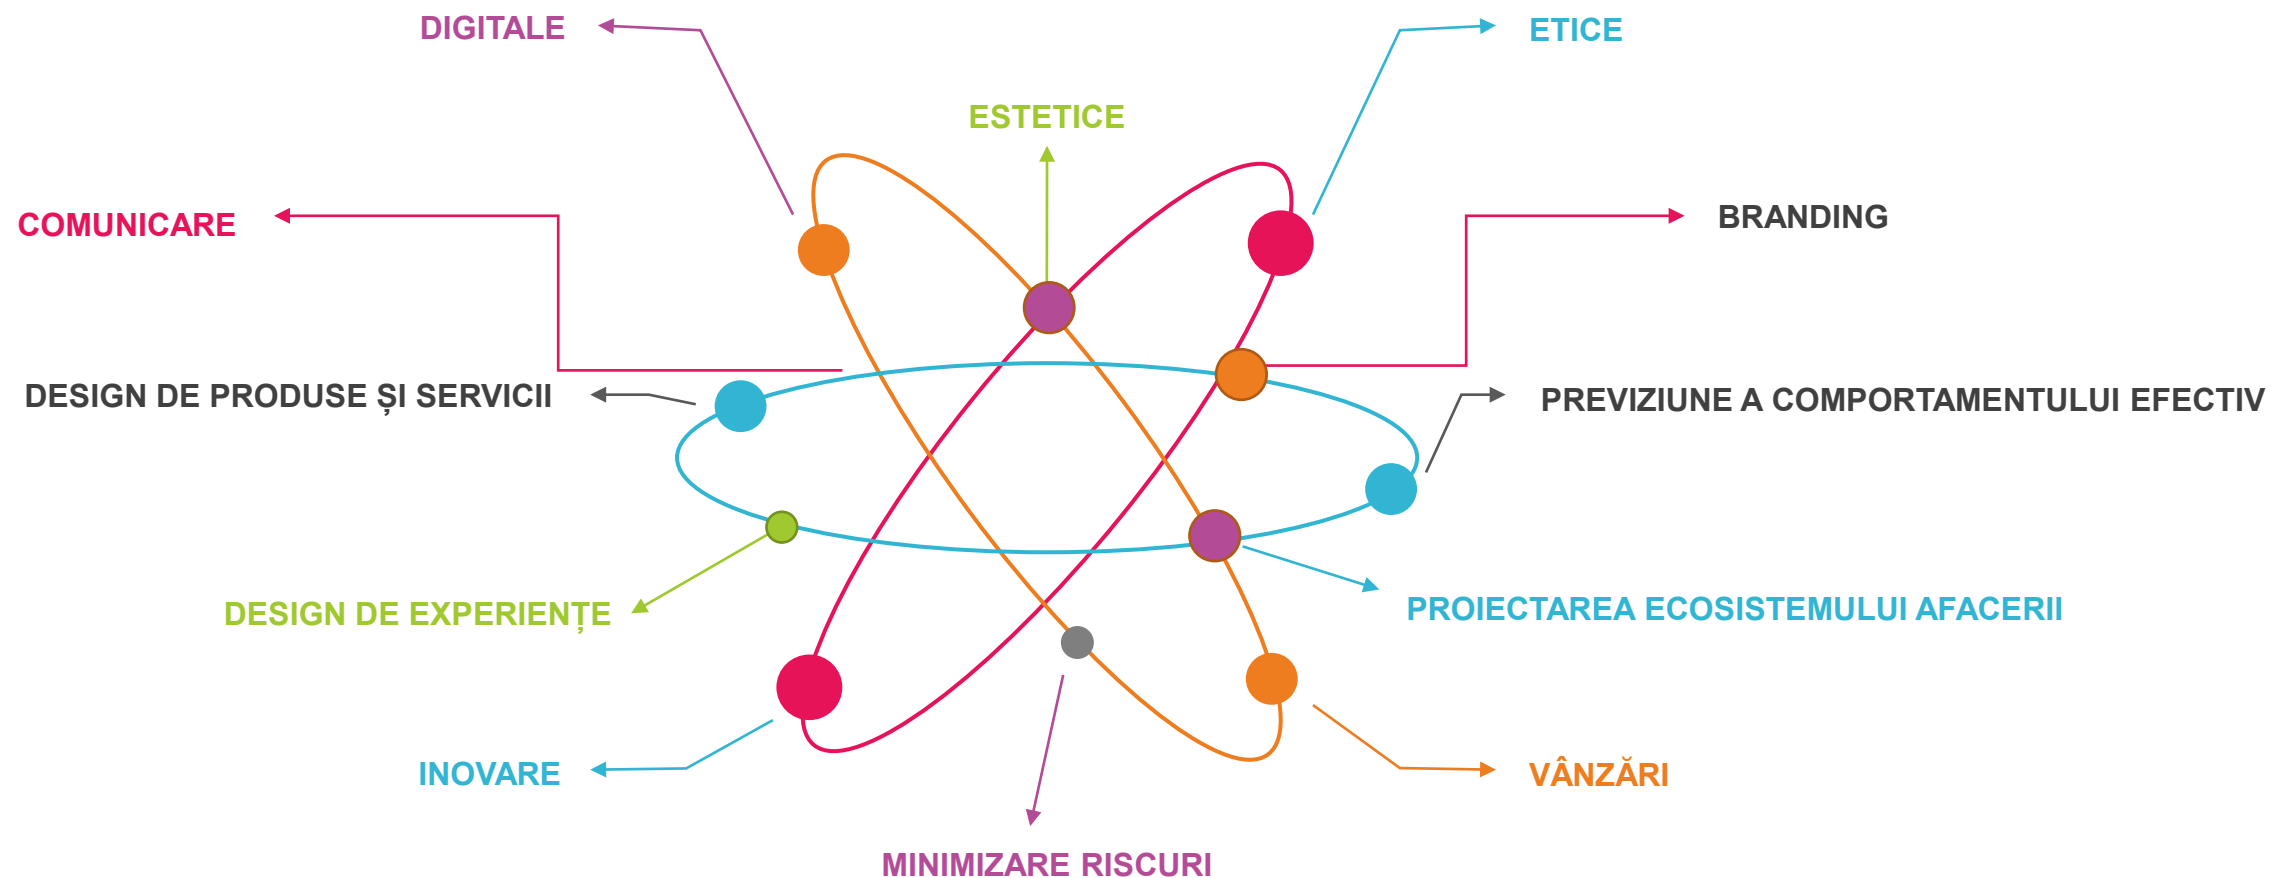 DIGITALE
ETICE
ESTETICE
COMUNICARE
BRANDING
DESIGN DE PRODUSE ȘI SERVICII
PREVIZIUNE A COMPORTAMENTULUI EFECTIV
DESIGN DE EXPERIENȚE
PROIECTAREA ECOSISTEMULUI AFACERII
INOVARE
VÂNZĂRI
MINIMIZARE RISCURI